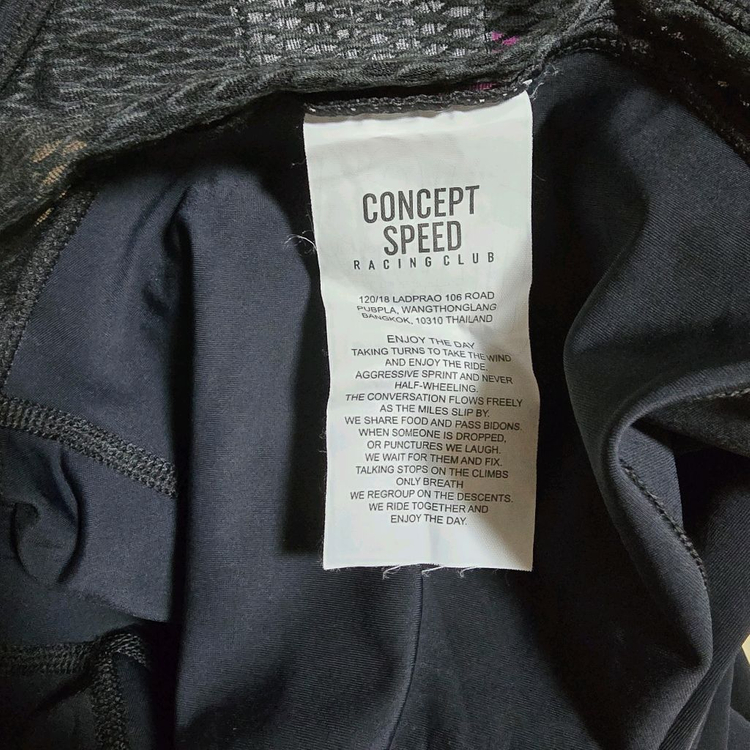 CONCEPT
SPEED
RACING CLUB
120/18 LADPRAO 106 ROAD
PUBPLA, WANGTHONGLANG
BANGKOK, 10310 THAILAND
ENJOY THE DAY
TAKING TURNS TO TAKE THE WIND
AND ENJOY THE RIDE.
AGGRESSIVE SPRINT AND NEVER
HALF-WHEELING.
THE CONVERSATION FLOWS FREELY
AS THE MILES SLIP BY.
WE SHARE FOOD AND PASS BIDONS.
WHEN SOMEONE IS DROPPED,
OR PUNCTURES WE LAUGH.
WE WAIT FOR THEM AND FIX.
TALKING STOPS ON THE CLIMBS
ONLY BREATH
WE REGROUP ON THE DESCENTS.
WE RIDE TOGETHER AND
ENJOY THE DAY.